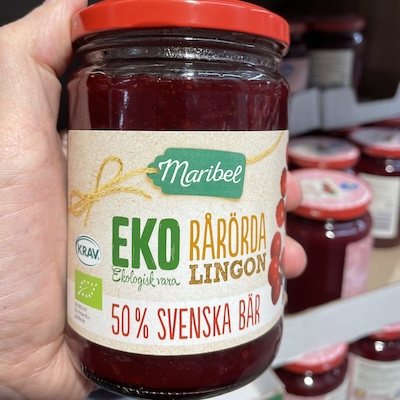 Maribel
EKO
Ekologisk vara
RÅRÖRDA
LINGON
KRAV
50% SVENSKA BÄR